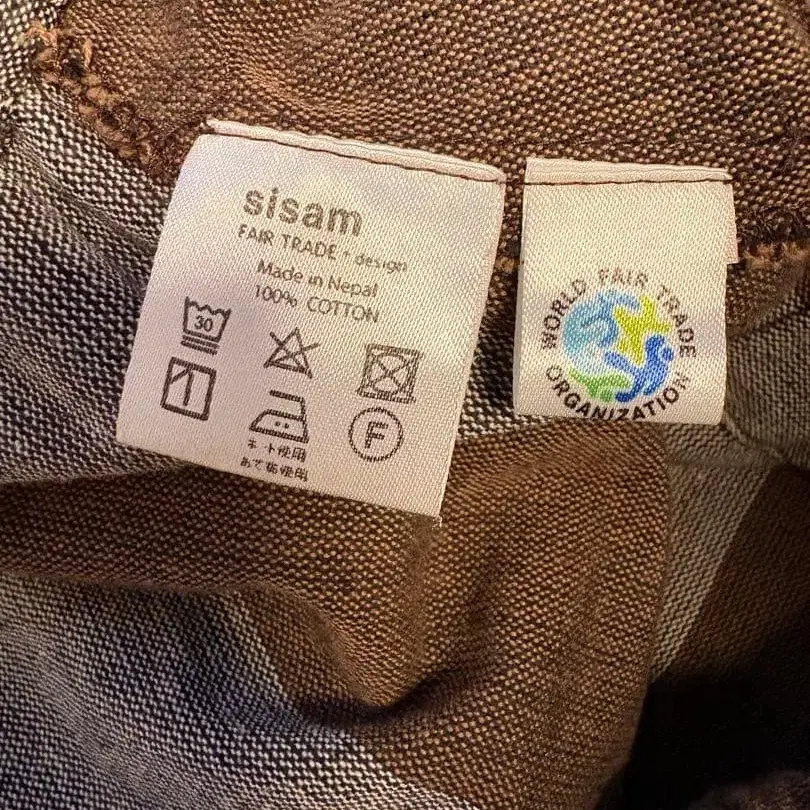 sisam
FAIR TRADE + design
Made in Nepal
100% COTTON
30
F
ネット使用
あて布使用
WORLD FAIR TRADE
ORGANIZATION